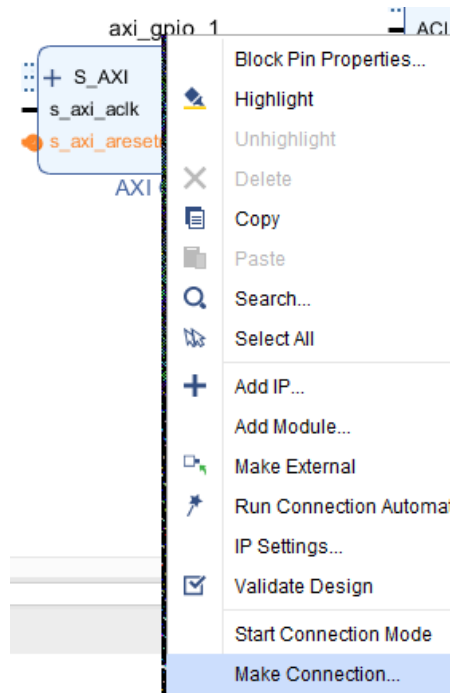 axi_gpio_1
ACL
Block Pin Properties...
S_AXI
s_axi_aclk
Highlight
s_axi_areset
Unhighlight
AXI
Delete
Copy
Paste
Search...
Select All
Add IP...
Add Module...
Make External
Run Connection Automat
IP Settings...
Validate Design
Start Connection Mode
Make Connection...